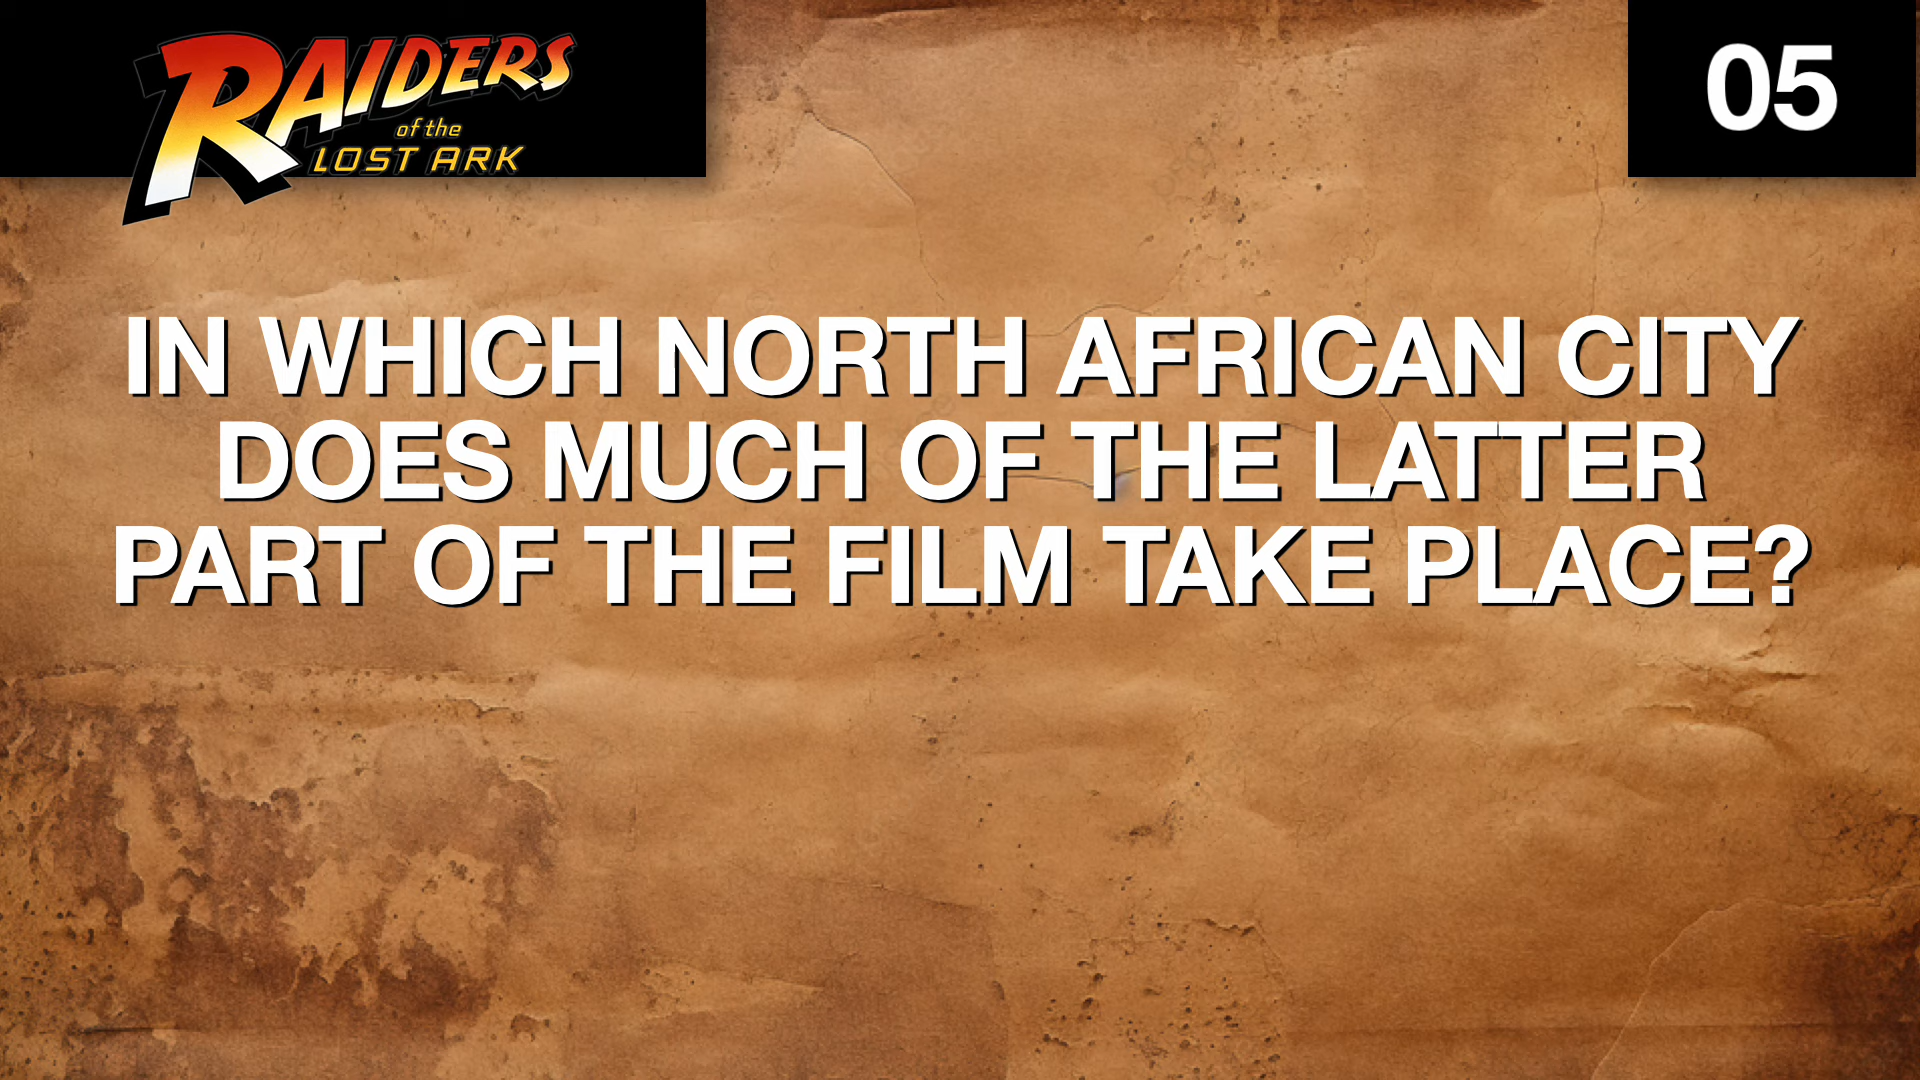 RAIDERS
of the
LOST ARK
05
IN WHICH NORTH AFRICAN CITY
DOES MUCH OF THE LATTER
PART OF THE FILM TAKE PLACE?